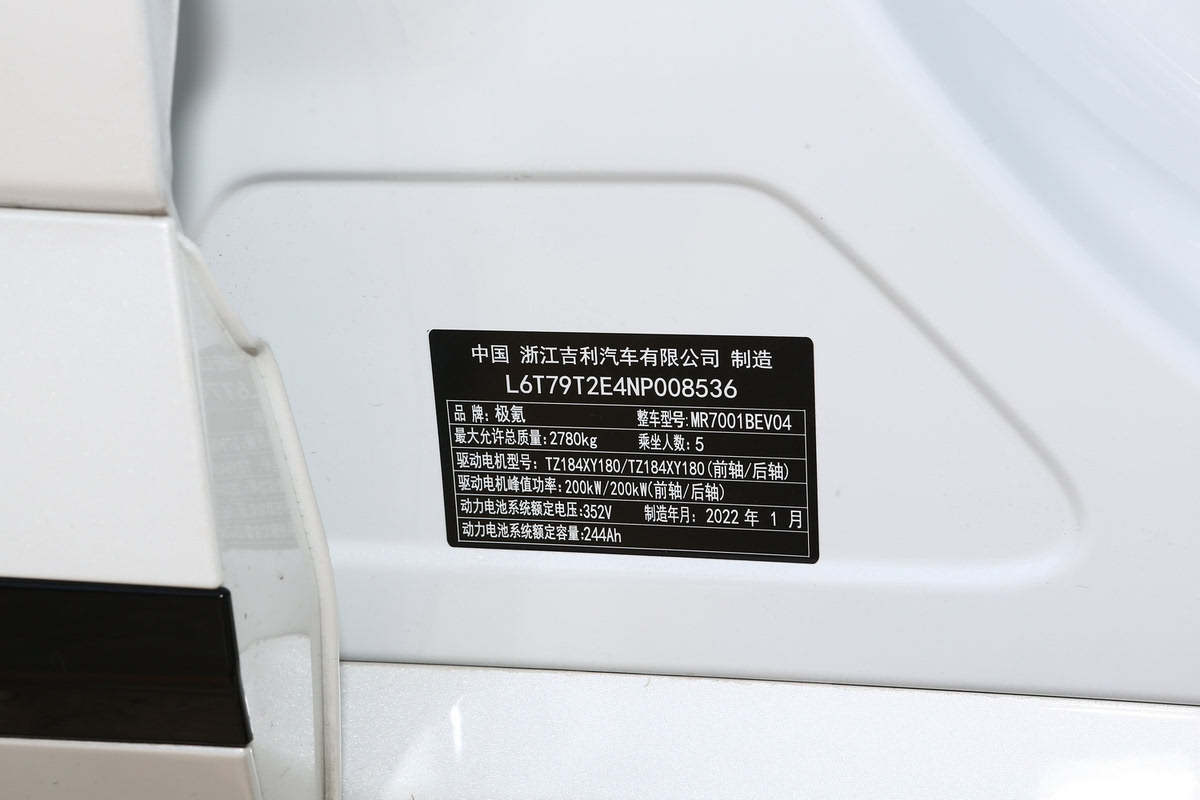 中国 浙江吉利汽车有限公司 制造
L6T79T2E4NP008536
品牌:极氪 整车型号:MR7001BEV04
最大允许总质量:2780kg 乘坐人数:5
驱动电机型号: TZ184XY180/TZ184XY180(前轴/后轴)
驱动电机峰值功率:200kW/200kW(前轴/后轴)
动力电池系统额定电压:352V 制造年月: 2022 年 1 月
动力电池系统额定容量:244Ah